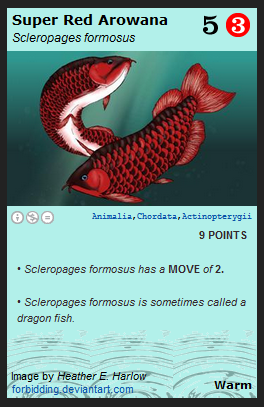 Super Red Arowana 5 3
Scleropages formosus
Animalia,Chordata,Actinopterygii
9 POINTS
• Scleropages formosus has a MOVE of 2.
• Scleropages formosus is sometimes called a
dragon fish.
Image by Heather E. Harlow
forbidding.deviantart.com
Warm